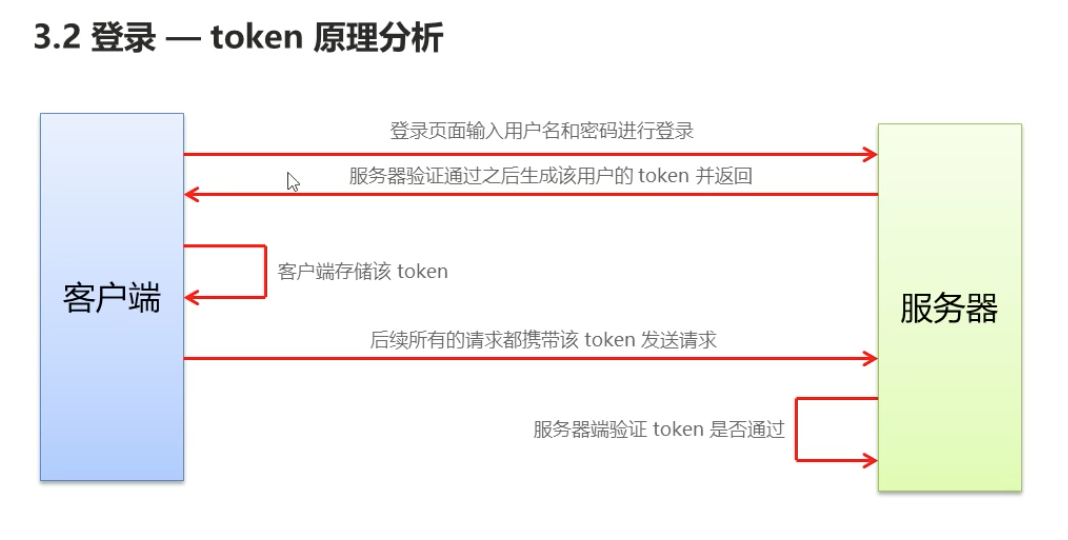 3.2 登录 — token 原理分析
登录页面输入用户名和密码进行登录
服务器验证通过之后生成该用户的 token 并返回
客户端存储该 token
客户端
服务器
后续所有的请求都携带该 token 发送请求
服务器端验证 token 是否通过